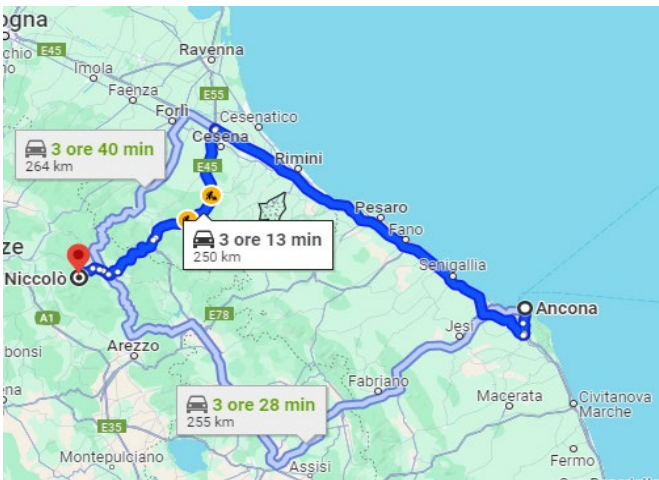 ogna
E45
Imola
Ravenna
Faenza
E55
Forlì
Cesenatico
Cesena
3 ore 40 min
264 km
E45
Rimini
Pesaro
3 ore 13 min
250 km
Fano
ze
Niccolò
Senigallia
Ancona
A1
E78
Jesi
Arezzo
bonsi
Fabriano
Macerata
Civitanova
Marche
3 ore 28 min
255 km
E35
Montepulciano
Assisi
Fermo